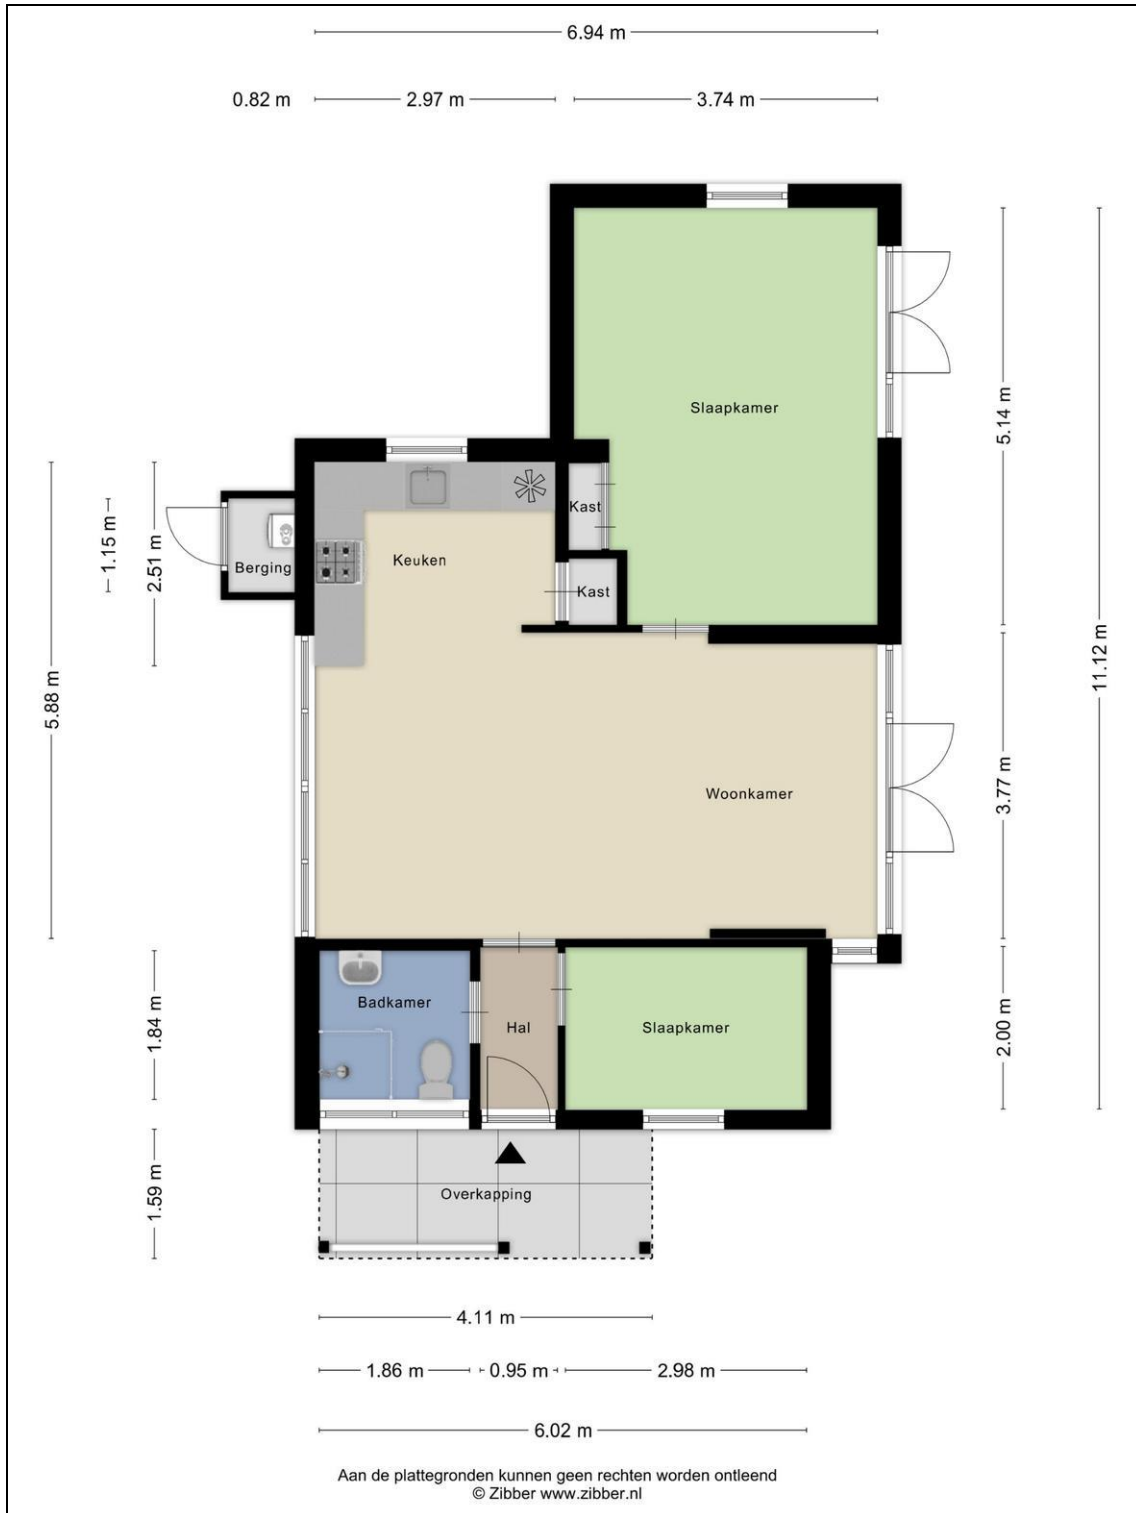 6.94 m
0.82 m
2.97 m
3.74 m
Slaapkamer
5.14 m
Kast
1.15 m
2.51 m
Keuken
Berging
Kast
11.12 m
5.88 m
Woonkamer
3.77 m
Badkamer
1.84 m
Hal
Slaapkamer
2.00 m
1.59 m
Overkapping
4.11 m
1.86 m
0.95 m
2.98 m
6.02 m
Aan de plattegronden kunnen geen rechten worden ontleend
© Zibber www.zibber.nl